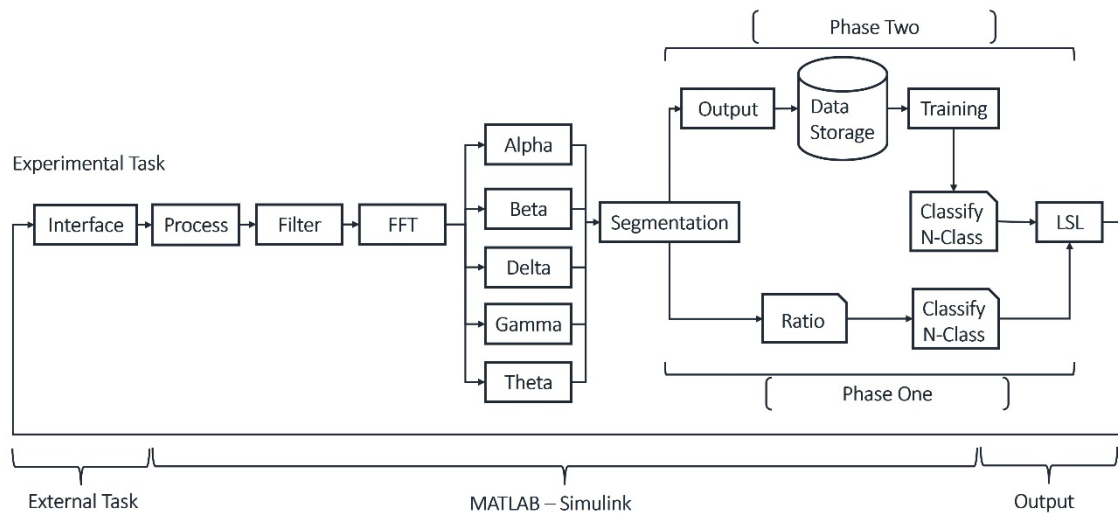 Phase Two
Output
Data
Storage
Training
Experimental Task
Alpha
Beta
Delta
Gamma
Theta
Interface
Process
Filter
FFT
Segmentation
Classify
N-Class
LSL
Ratio
Classify
N-Class
Phase One
External Task
MATLAB – Simulink
Output